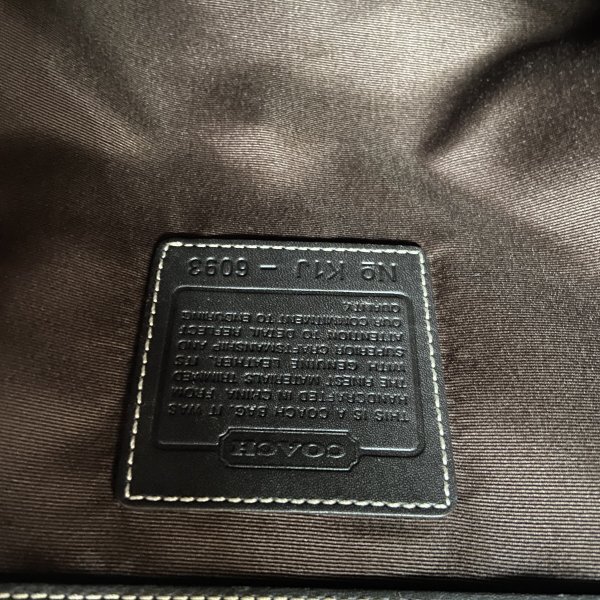 COACH
THIS IS A COACH BAG. IT WAS
HANDCRAFTED IN CHINA FROM
THE FINEST MATERIALS TRIMMED
WITH GENUINE LEATHER. ITS
SUPERIOR CRAFTSMANSHIP AND
ATTENTION TO DETAIL REFLECT
OUR COMMITMENT TO ENDURING
QUALITY.
No K1J - 6093